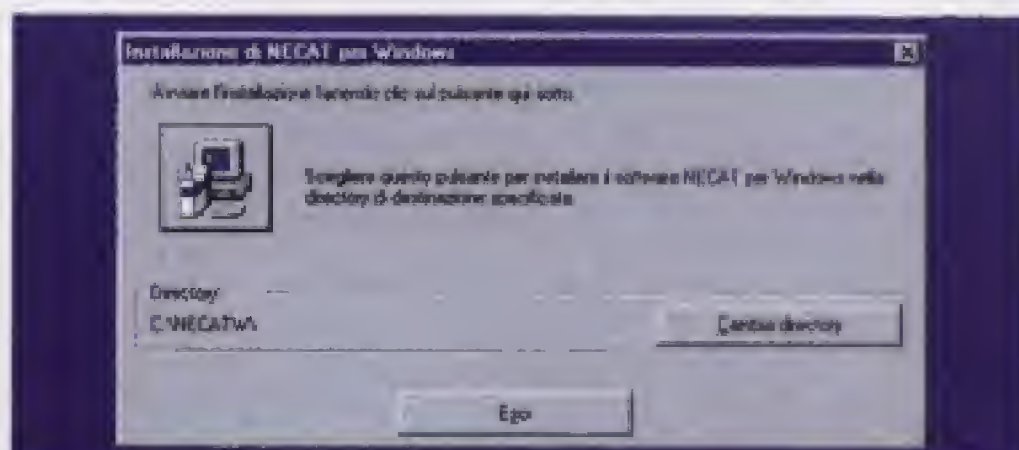 Installazione di NECAT per Windows
Avviare l'installazione facendo clic sul pulsante qui sotto.
Scegliere questo pulsante per installare il software NECAT per Windows nella
directory di destinazione specificata.
Directory
C:\NECATW\
Cambia directory
Esci